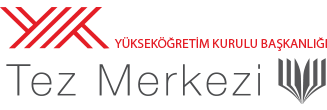 YÜKSEKÖĞRETİM KURULU BAŞKANLIĞI
Tez Merkezi